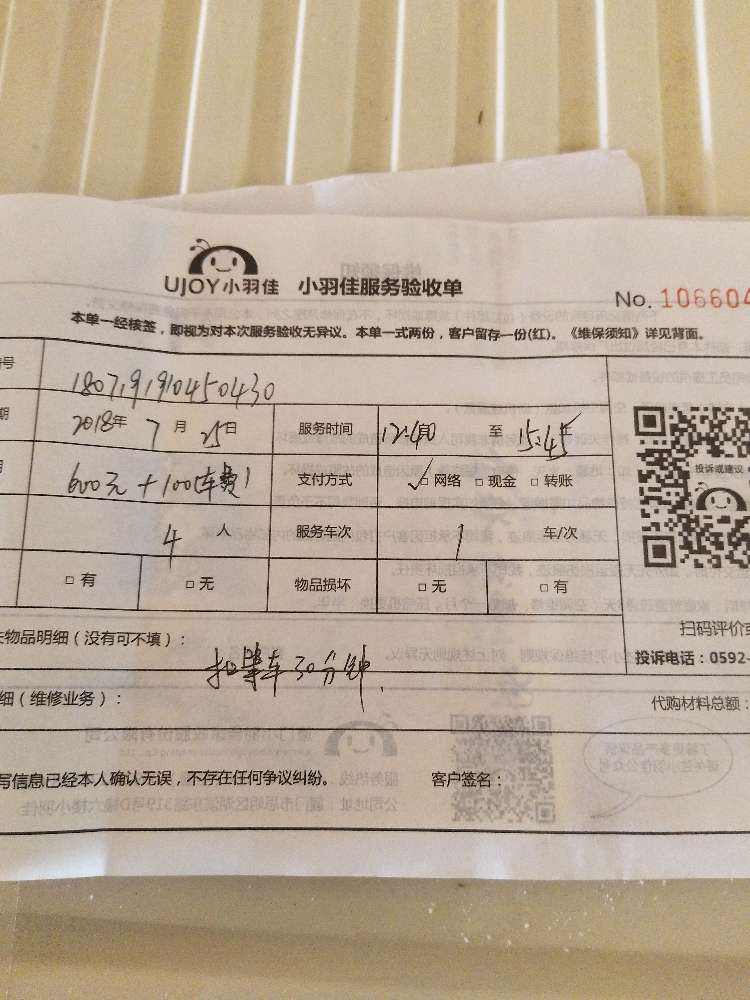 UJOY小羽佳 小羽佳服务验收单
No. 106604
本单一经核签，即视为对本次服务验收无异议。本单一式两份，客户留存一份(红)。《维保须知》详见背面。
号 180719190450430
期 2018年 7 月 25日 服务时间 12:40 至 15:45
600元+100(车费) 支付方式 ✓□ 网络 □ 现金 □ 转账
4 人 服务车次 1 车/次
□ 有 □ 无 物品损坏 □ 无 □ 有
投诉或建议
扫码评价或
投诉电话：0592-
物品明细（没有可不填）：
扣等车30分钟.
细（维修业务）： 代购材料总额：
写信息已经本人确认无误，不存在任何争议纠纷。 客户签名：